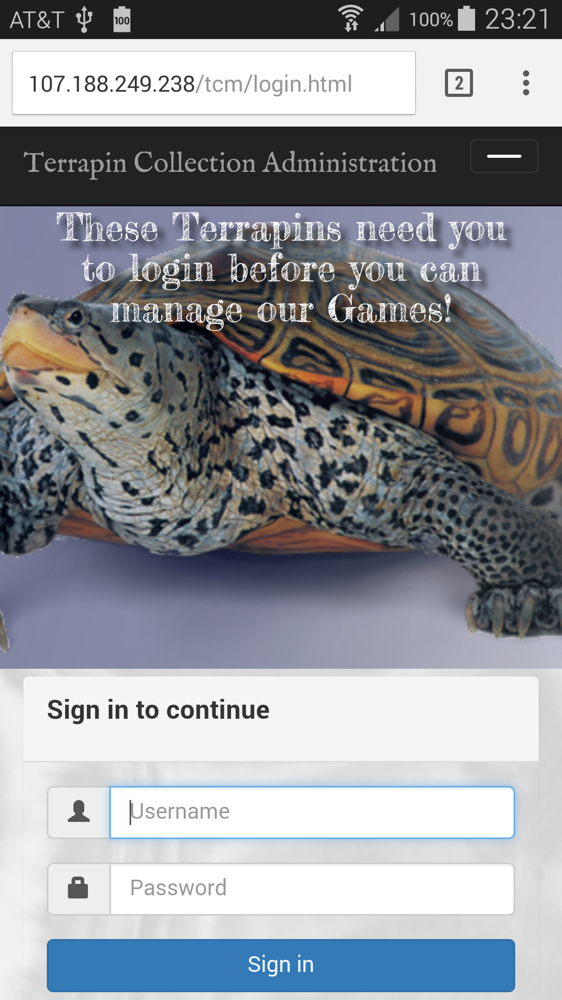 AT&T 100 100% 23:21
107.188.249.238/tcm/login.html 2
Terrapin Collection Administration
These Terrapins need you
to login before you can
manage our Games!
Sign in to continue
Username
Password
Sign in